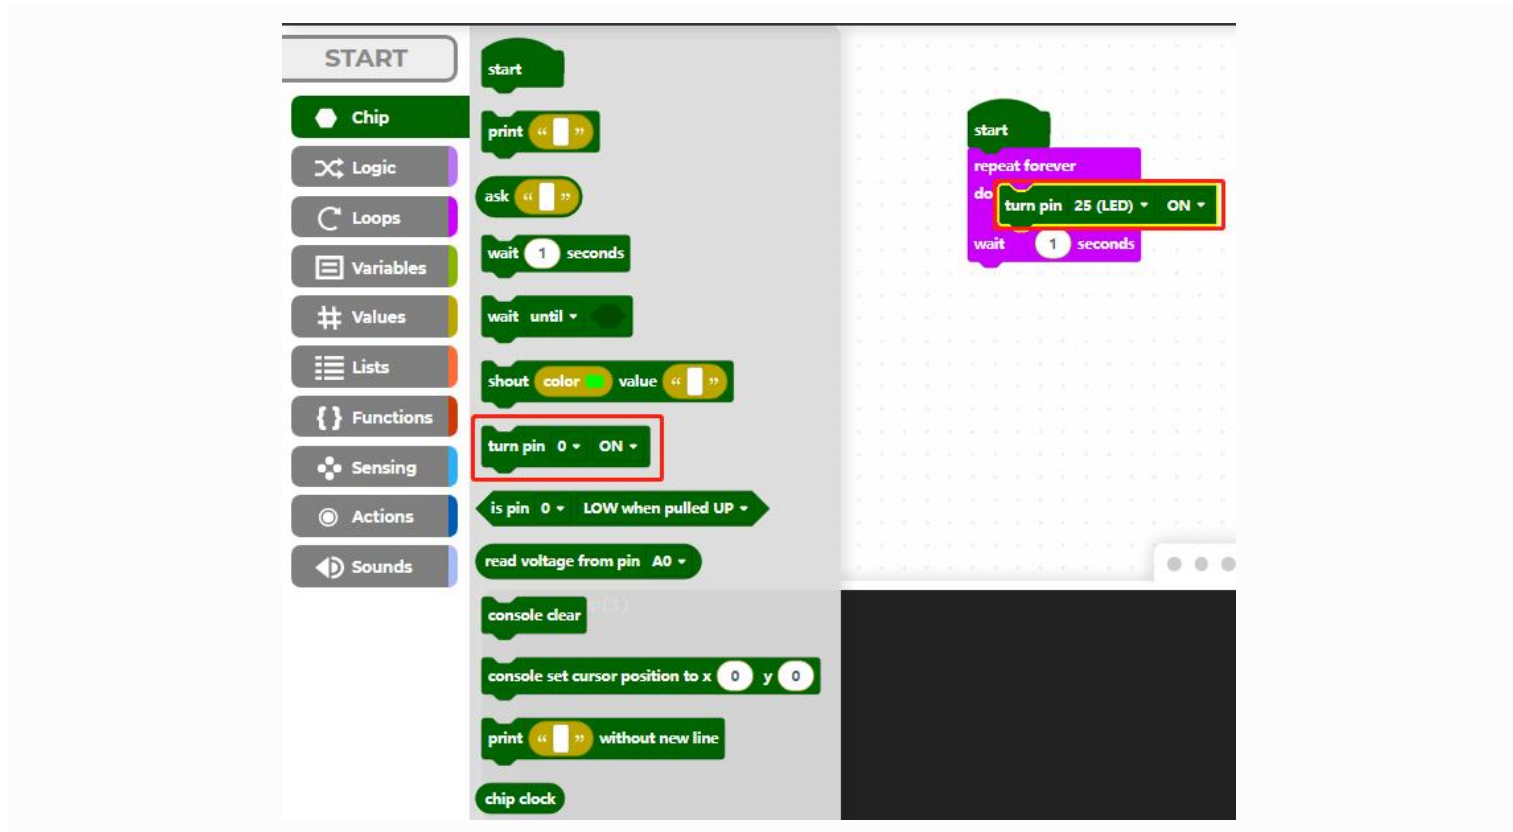 START
Chip
Logic
Loops
Variables
Values
Lists
Functions
Sensing
Actions
Sounds
start
print “ ”
ask “ ”
wait 1 seconds
wait until
shout color value “ ”
turn pin 0 ON
is pin 0 LOW when pulled UP
read voltage from pin A0
console clear
console set cursor position to x 0 y 0
print “ ” without new line
chip clock
start
repeat forever
do
turn pin 25 (LED) ON
wait 1 seconds